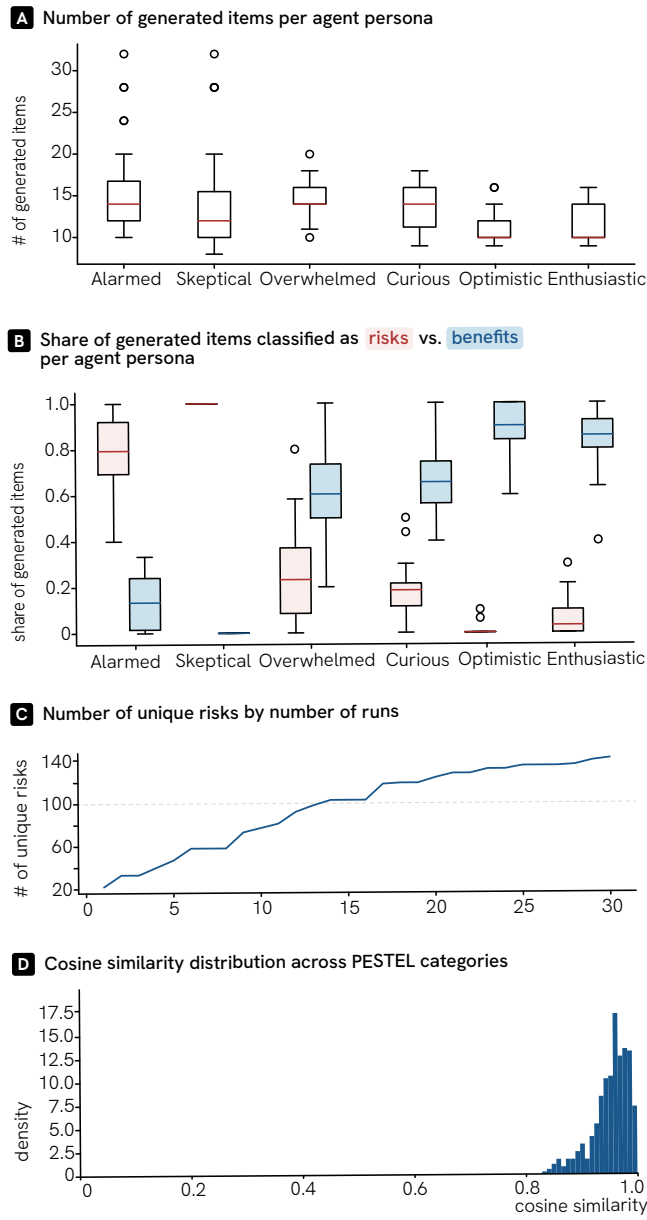 A Number of generated items per agent persona
# of generated items
30
25
20
15
10
Alarmed Skeptical Overwhelmed Curious Optimistic Enthusiastic
B Share of generated items classified as risks vs. benefits
per agent persona
share of generated items
1.0
0.8
0.6
0.4
0.2
0
Alarmed Skeptical Overwhelmed Curious Optimistic Enthusiastic
C Number of unique risks by number of runs
# of unique risks
140
100
60
20
0 5 10 15 20 25 30
D Cosine similarity distribution across PESTEL categories
density
17.5
15.0
12.5
10.0
7.5
5.0
2.5
0
0 0.2 0.4 0.6 0.8 1.0
cosine similarity